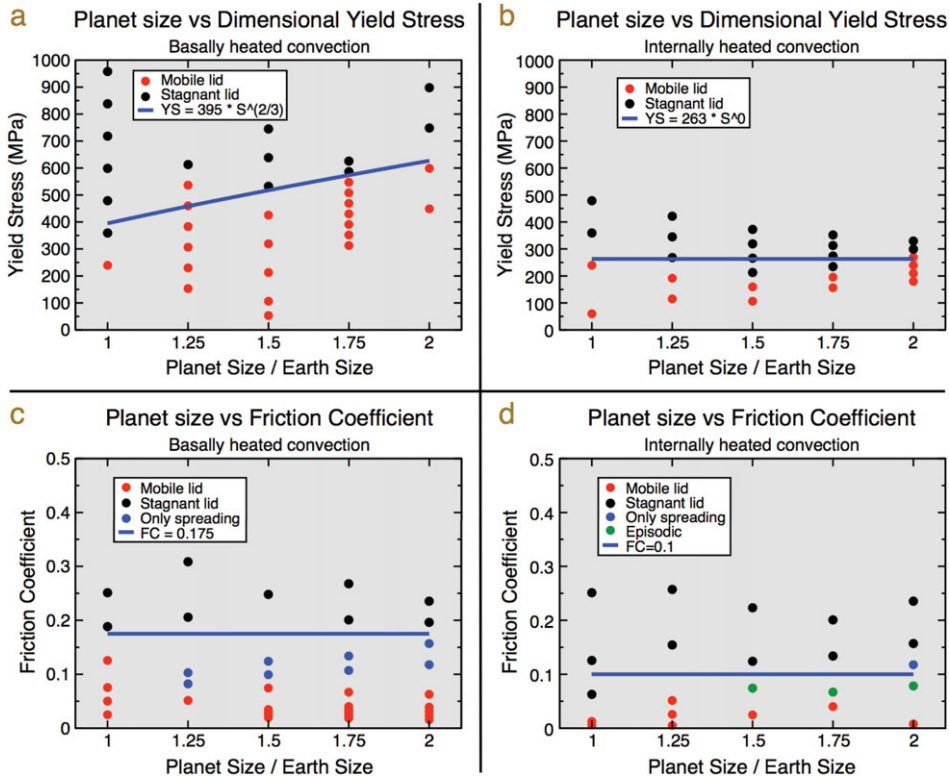 a
Planet size vs Dimensional Yield Stress
Basally heated convection
Yield Stress (MPa)
1000
900
800
700
600
500
400
300
200
100
0
Mobile lid
Stagnant lid
YS = 395 * S^(2/3)
1 1.25 1.5 1.75 2
Planet Size / Earth Size
b
Planet size vs Dimensional Yield Stress
Internally heated convection
Yield Stress (MPa)
1000
900
800
700
600
500
400
300
200
100
0
Mobile lid
Stagnant lid
YS = 263 * S^0
1 1.25 1.5 1.75 2
Planet Size / Earth Size
c
Planet size vs Friction Coefficient
Basally heated convection
Friction Coefficient
0.5
0.4
0.3
0.2
0.1
0
Mobile lid
Stagnant lid
Only spreading
FC = 0.175
1 1.25 1.5 1.75 2
Planet Size / Earth Size
d
Planet size vs Friction Coefficient
Internally heated convection
Friction Coefficient
0.5
0.4
0.3
0.2
0.1
0
Mobile lid
Stagnant lid
Only spreading
Episodic
FC=0.1
1 1.25 1.5 1.75 2
Planet Size / Earth Size